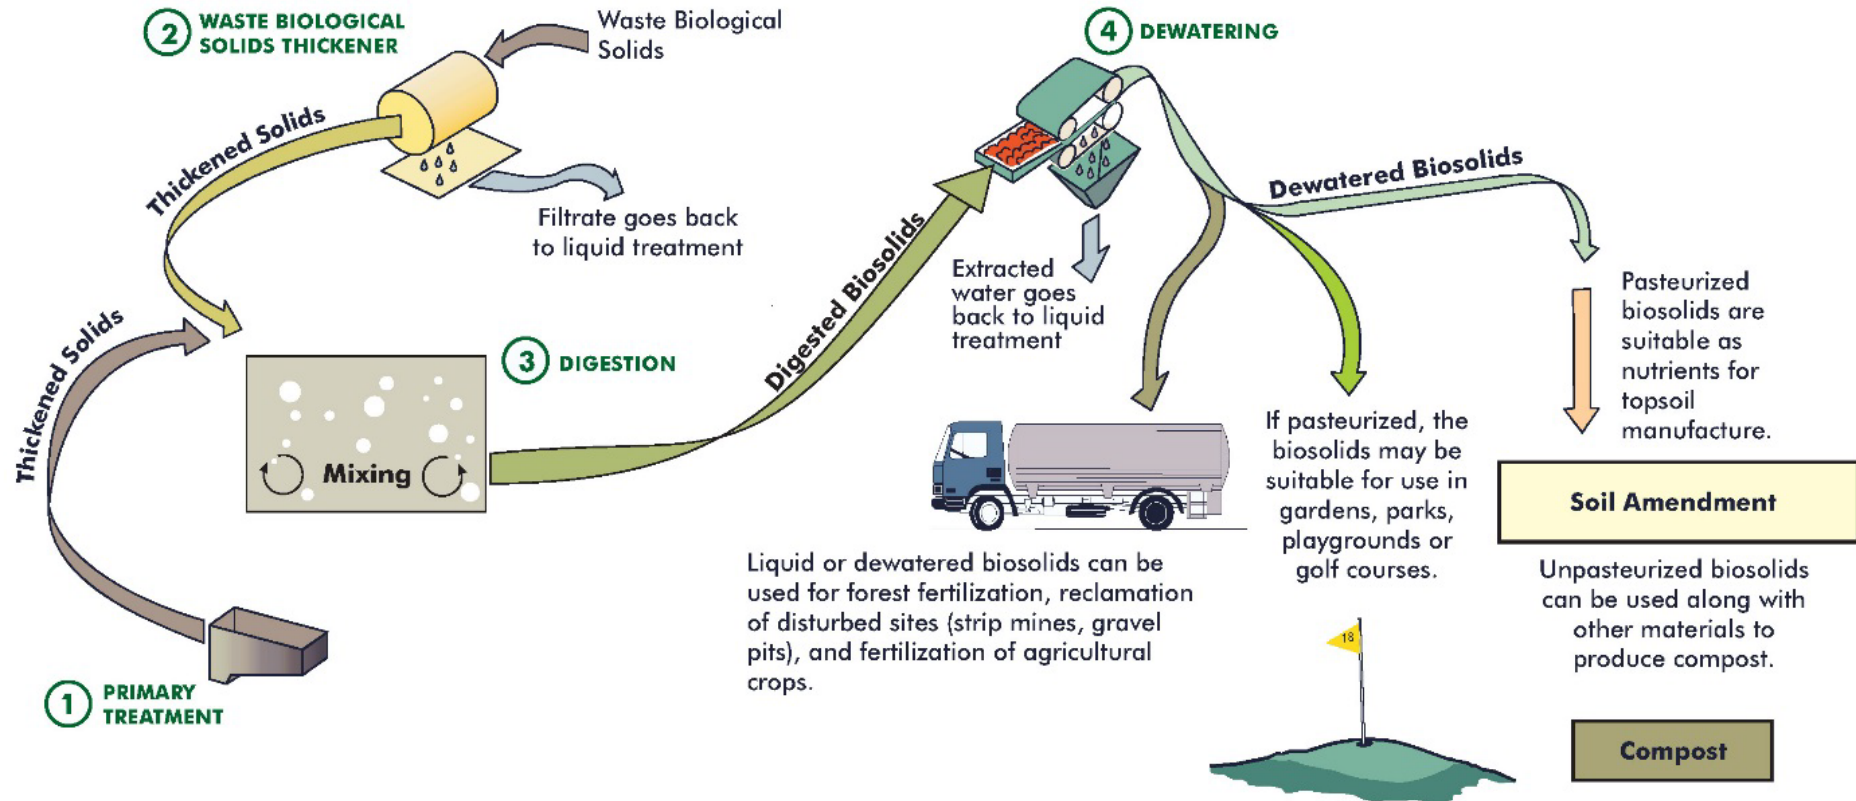 2
WASTE BIOLOGICAL
SOLIDS THICKENER
Waste Biological
Solids
Thickened Solids
Filtrate goes back
to liquid treatment
Thickened Solids
1
PRIMARY
TREATMENT
3
DIGESTION
Mixing
Digested Biosolids
4
DEWATERING
Extracted
water goes
back to liquid
treatment
Dewatered Biosolids
Liquid or dewatered biosolids can be
used for forest fertilization, reclamation
of disturbed sites (strip mines, gravel
pits), and fertilization of agricultural
crops.
If pasteurized, the
biosolids may be
suitable for use in
gardens, parks,
playgrounds or
golf courses.
18
Pasteurized
biosolids are
suitable as
nutrients for
topsoil
manufacture.
Soil Amendment
Unpasteurized biosolids
can be used along with
other materials to
produce compost.
Compost